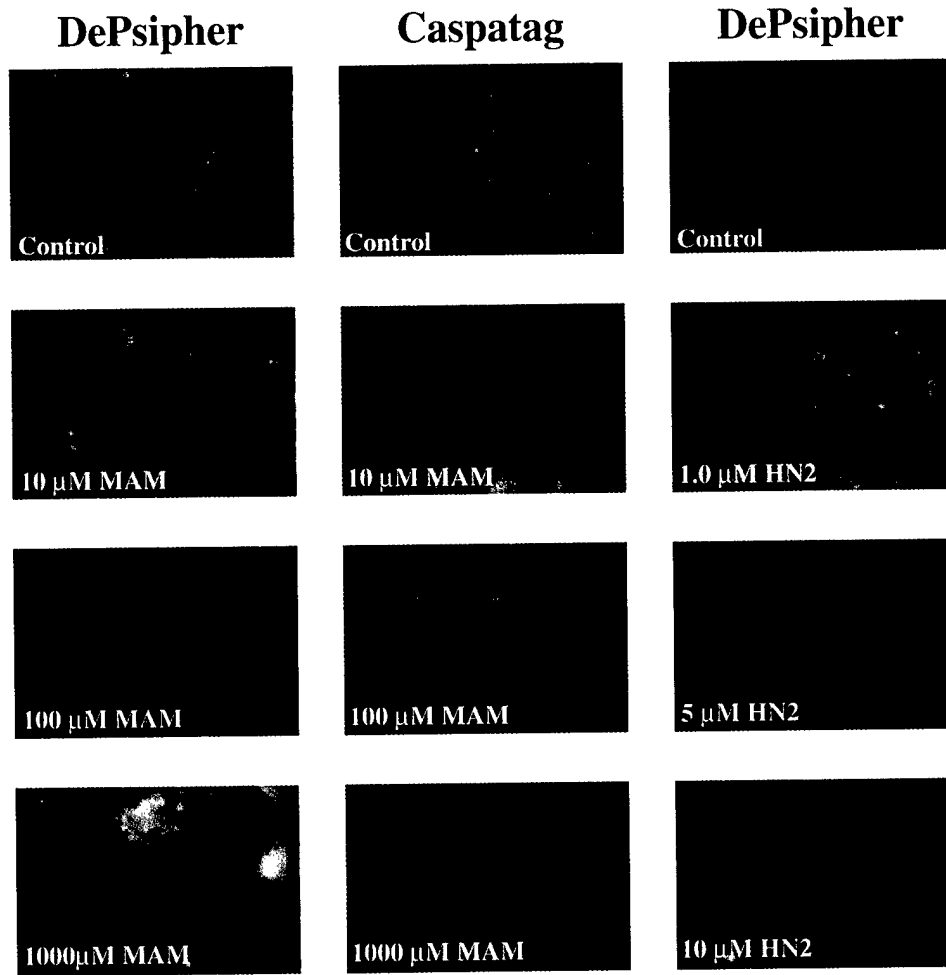 DePsipher Caspatag DePsipher
Control Control Control
10 µM MAM 10 µM MAM 1.0 µM HN2
100 µM MAM 100 µM MAM 5 µM HN2
1000µM MAM 1000 µM MAM 10 µM HN2